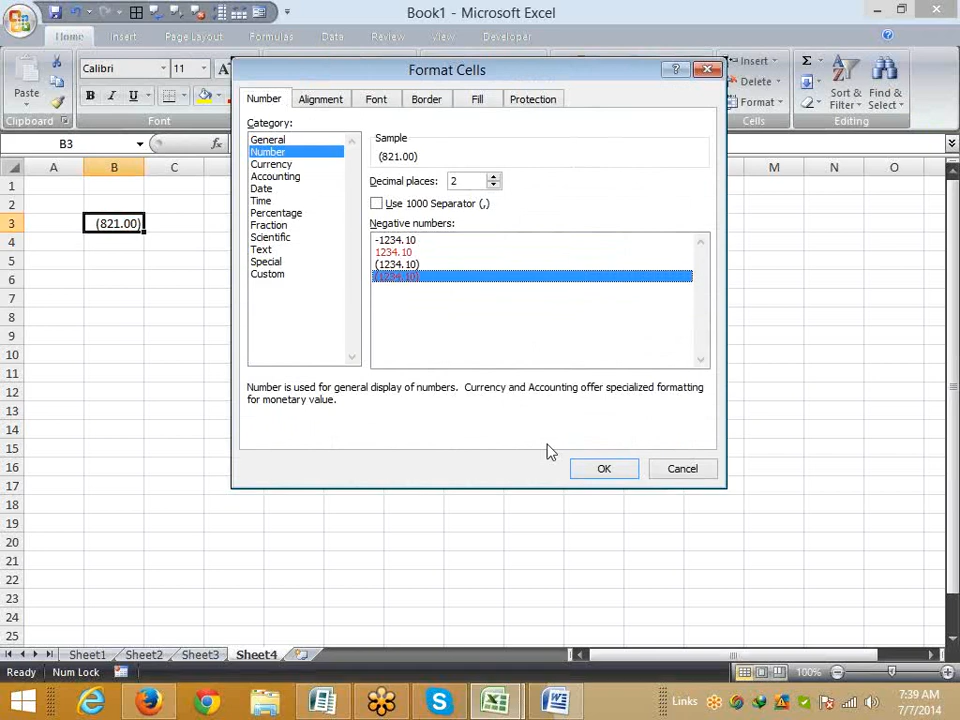 Book1 - Microsoft Excel
Home Insert Page Layout Formulas Data Review View Developer
Paste
Clipboard
Calibri 11 A
B I U
Font
Insert
Delete
Format
Cells
Σ
Sort & Filter
Find & Select
Editing
B3 fx
A B C M N O
1
2
3 (821.00)
4
5
6
7
8
9
10
11
12
13
14
15
16
17
18
19
20
21
22
23
24
25
Format Cells
Number Alignment Font Border Fill Protection
Category:
General
Number
Currency
Accounting
Date
Time
Percentage
Fraction
Scientific
Text
Special
Custom
Sample
(821.00)
Decimal places: 2
Use 1000 Separator (,)
Negative numbers:
-1234.10
1234.10
(1234.10)
(1234.10)
Number is used for general display of numbers. Currency and Accounting offer specialized formatting
for monetary value.
OK Cancel
Sheet1 Sheet2 Sheet3 Sheet4
Ready Num Lock 100%
Links
7:39 AM
7/7/2014